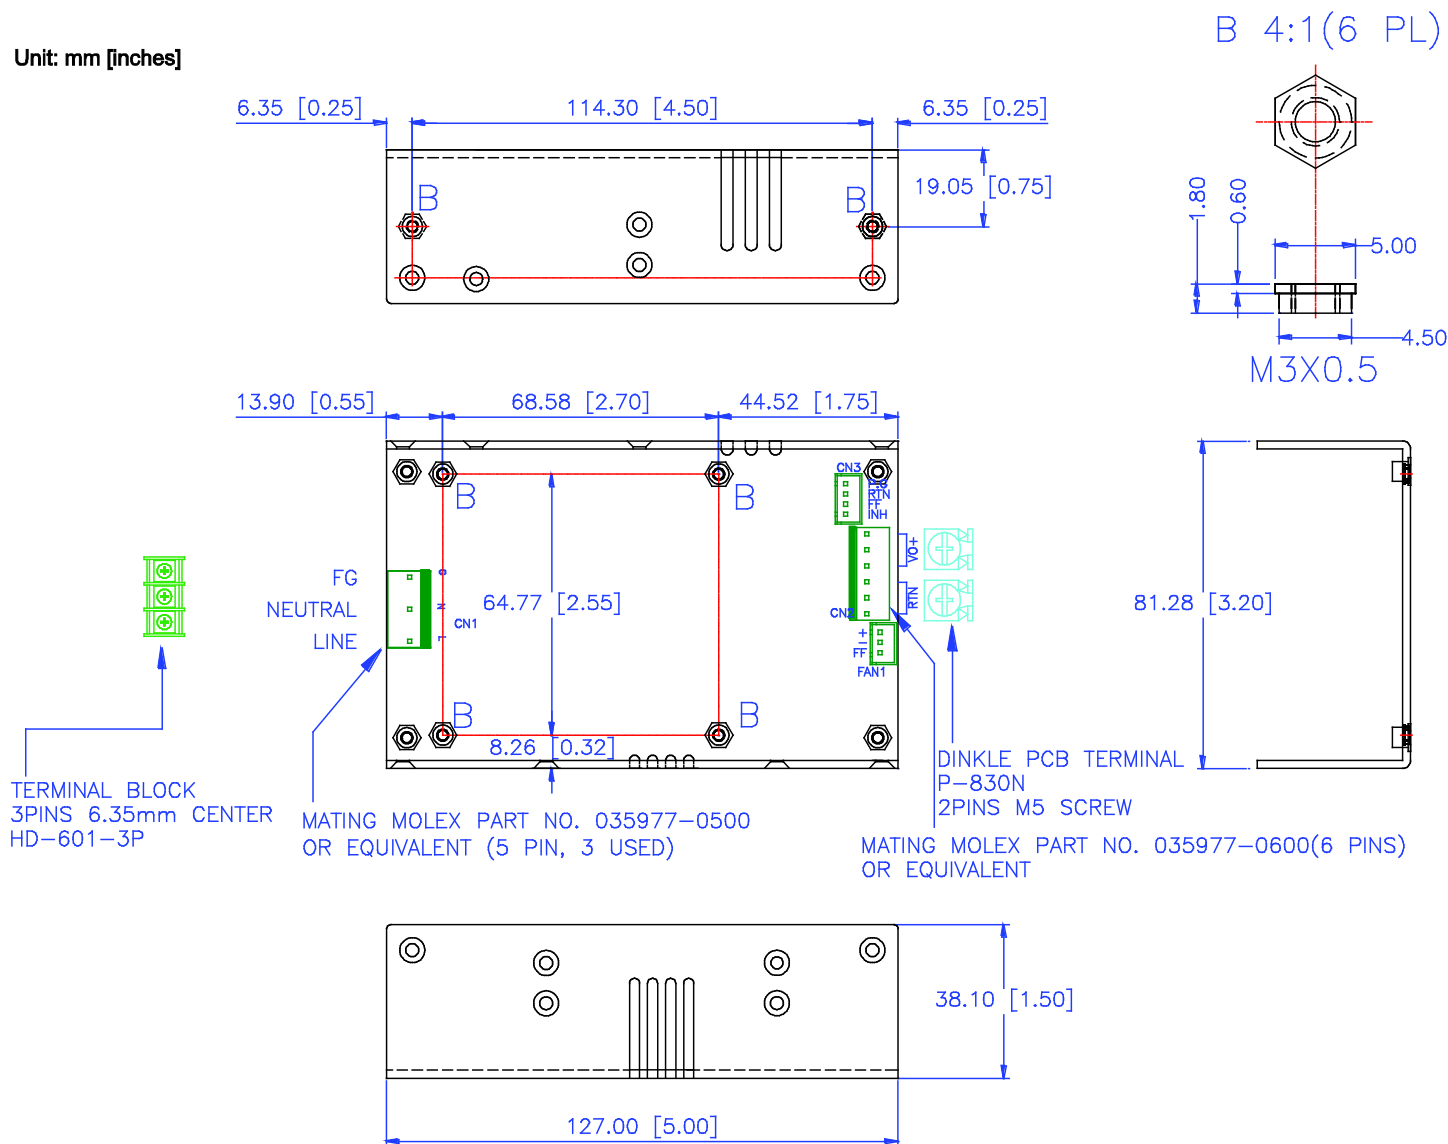 B 4:1(6 PL)
Unit: mm [inches]
6.35 [0.25]
114.30 [4.50]
6.35 [0.25]
19.05 [0.75]
B
B
1.80
0.60
5.00
4.50
M3X0.5
13.90 [0.55]
68.58 [2.70]
44.52 [1.75]
CN3
P.G
RTN
FF
INH
B
B
VO+
FG
G
NEUTRAL
N
64.77 [2.55]
CN2
RTN
81.28 [3.20]
LINE
L
CN1
+
FF
FAN1
B
B
8.26 [0.32]
DINKLE PCB TERMINAL
P-830N
2PINS M5 SCREW
TERMINAL BLOCK
3PINS 6.35mm CENTER
HD-601-3P
MATING MOLEX PART NO. 035977-0500
OR EQUIVALENT (5 PIN, 3 USED)
MATING MOLEX PART NO. 035977-0600(6 PINS)
OR EQUIVALENT
38.10 [1.50]
127.00 [5.00]